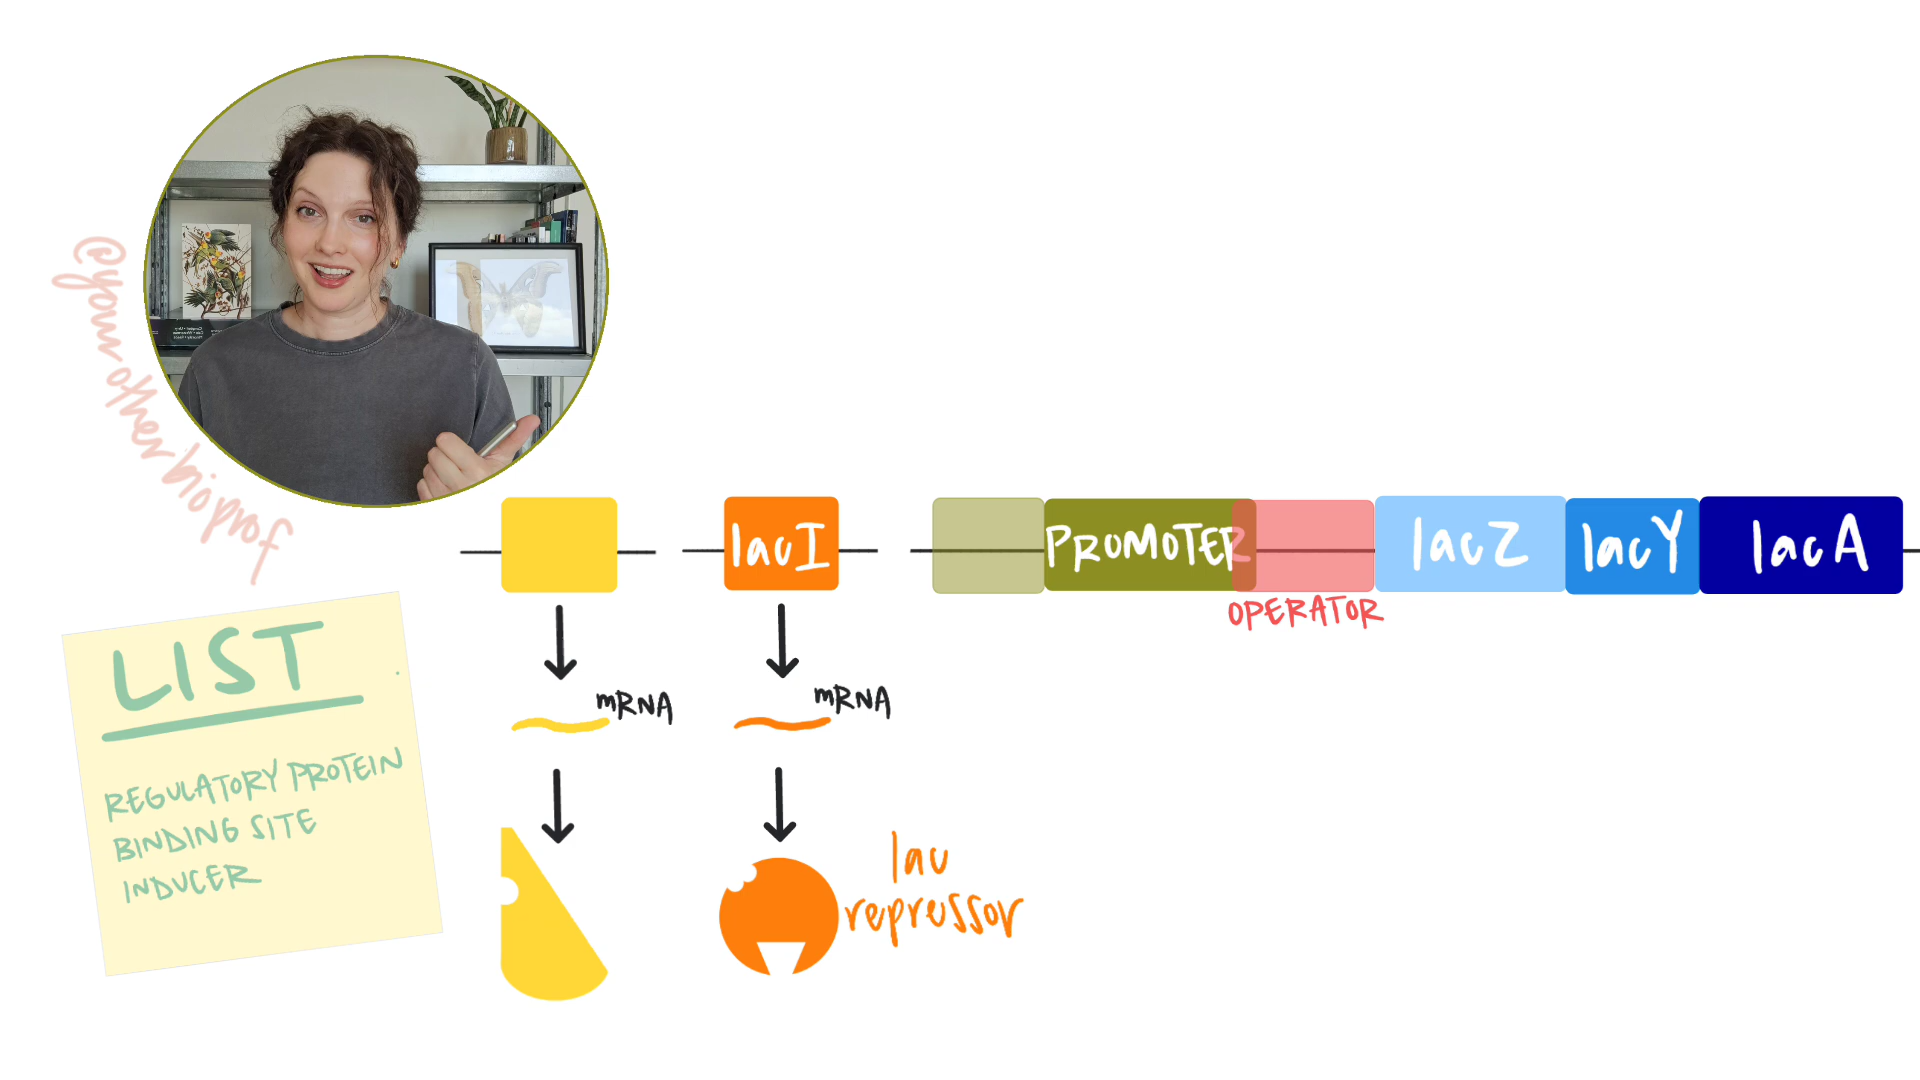 @yourotherbioprof
lacI
PROMOTER
lacZ
lacY
lacA
OPERATOR
LIST
REGULATORY PROTEIN
BINDING SITE
INDUCER
mRNA
mRNA
lac
repressor